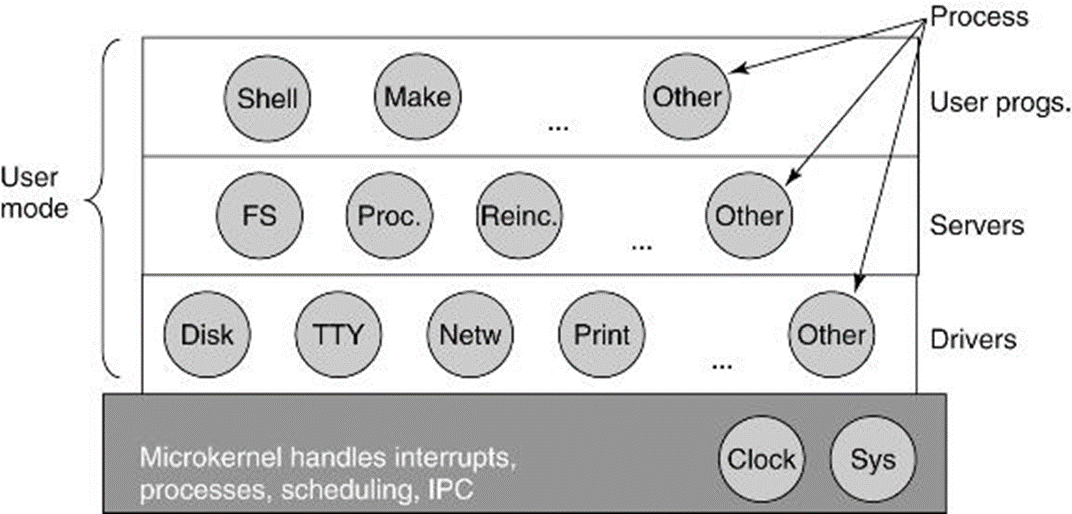 Process
Shell
Make
...
Other
User progs.
User
mode
FS
Proc.
Reinc.
...
Other
Servers
Disk
TTY
Netw
Print
...
Other
Drivers
Microkernel handles interrupts,
processes, scheduling, IPC
Clock
Sys